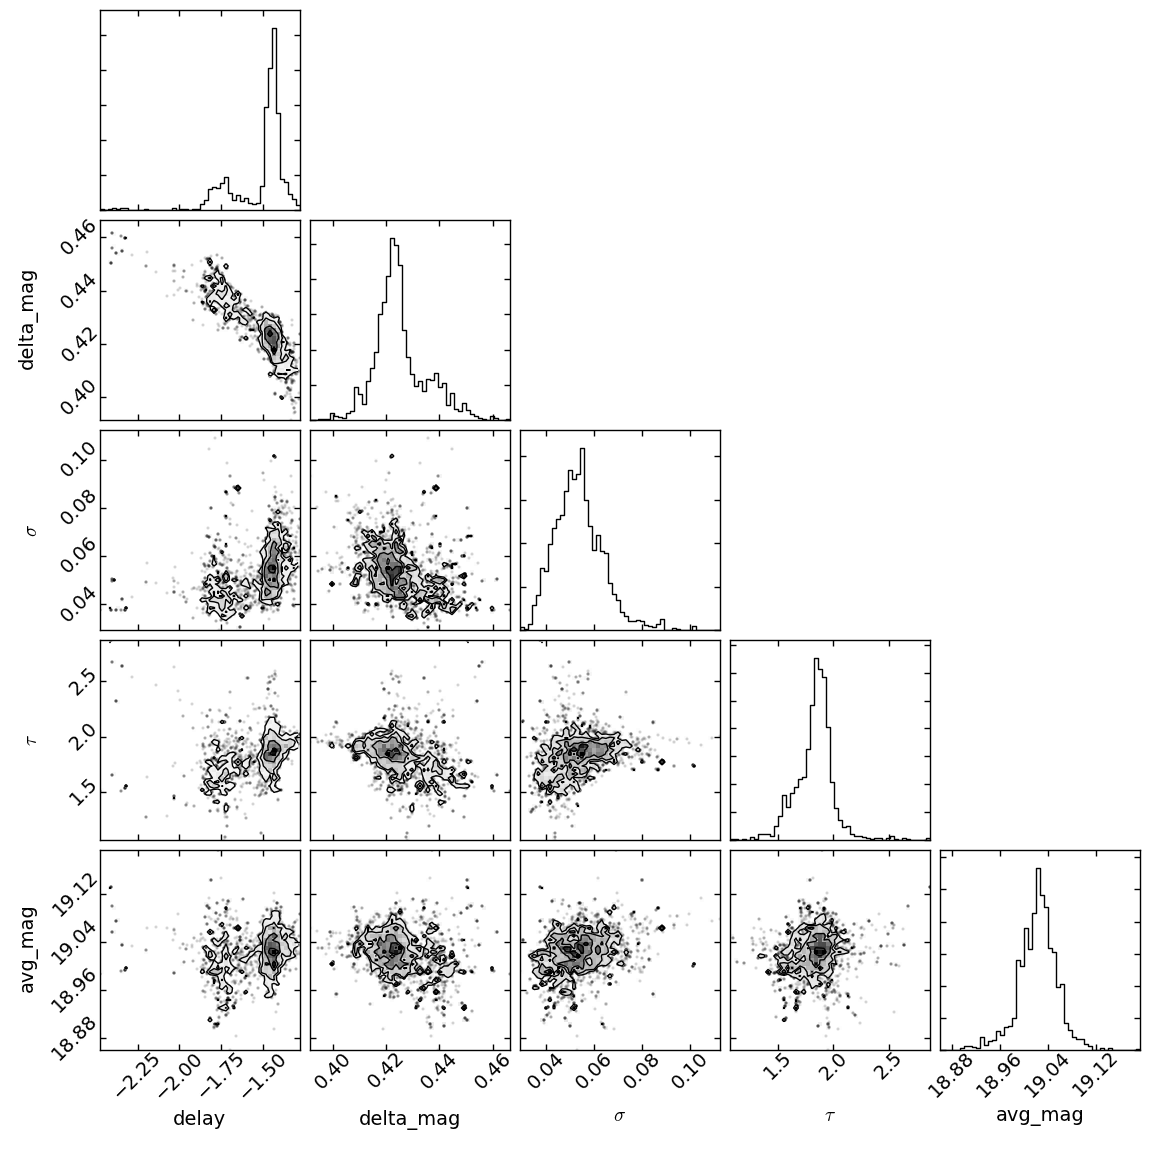 delta_mag
0.46
0.44
0.42
0.40
σ
0.10
0.08
0.06
0.04
τ
2.5
2.0
1.5
avg_mag
19.12
19.04
18.96
18.88
−2.25 −2.00 −1.75 −1.50
0.40 0.42 0.44 0.46
0.04 0.06 0.08 0.10
1.5 2.0 2.5
18.88 18.96 19.04 19.12
delay delta_mag σ τ avg_mag